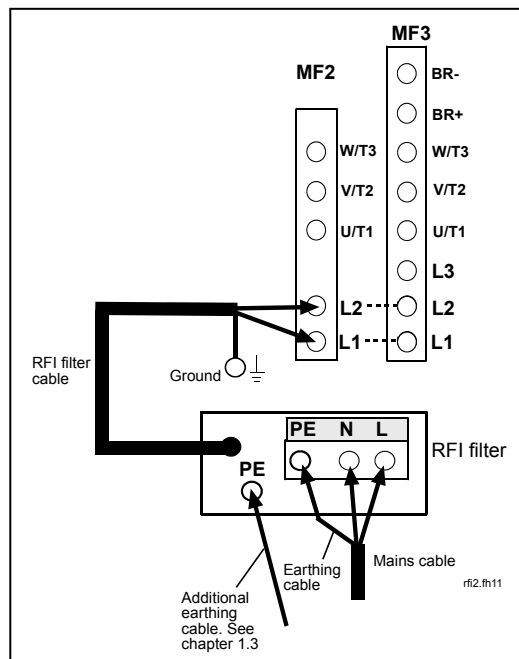 MF3
MF2
BR-
BR+
W/T3
W/T3
V/T2
V/T2
U/T1
U/T1
L3
L2
L2
L1
L1
RFI filter
cable
Ground
PE N L
RFI filter
PE
Earthing
cable
Mains cable
rfi2.fh11
Additional
earthing
cable. See
chapter 1.3